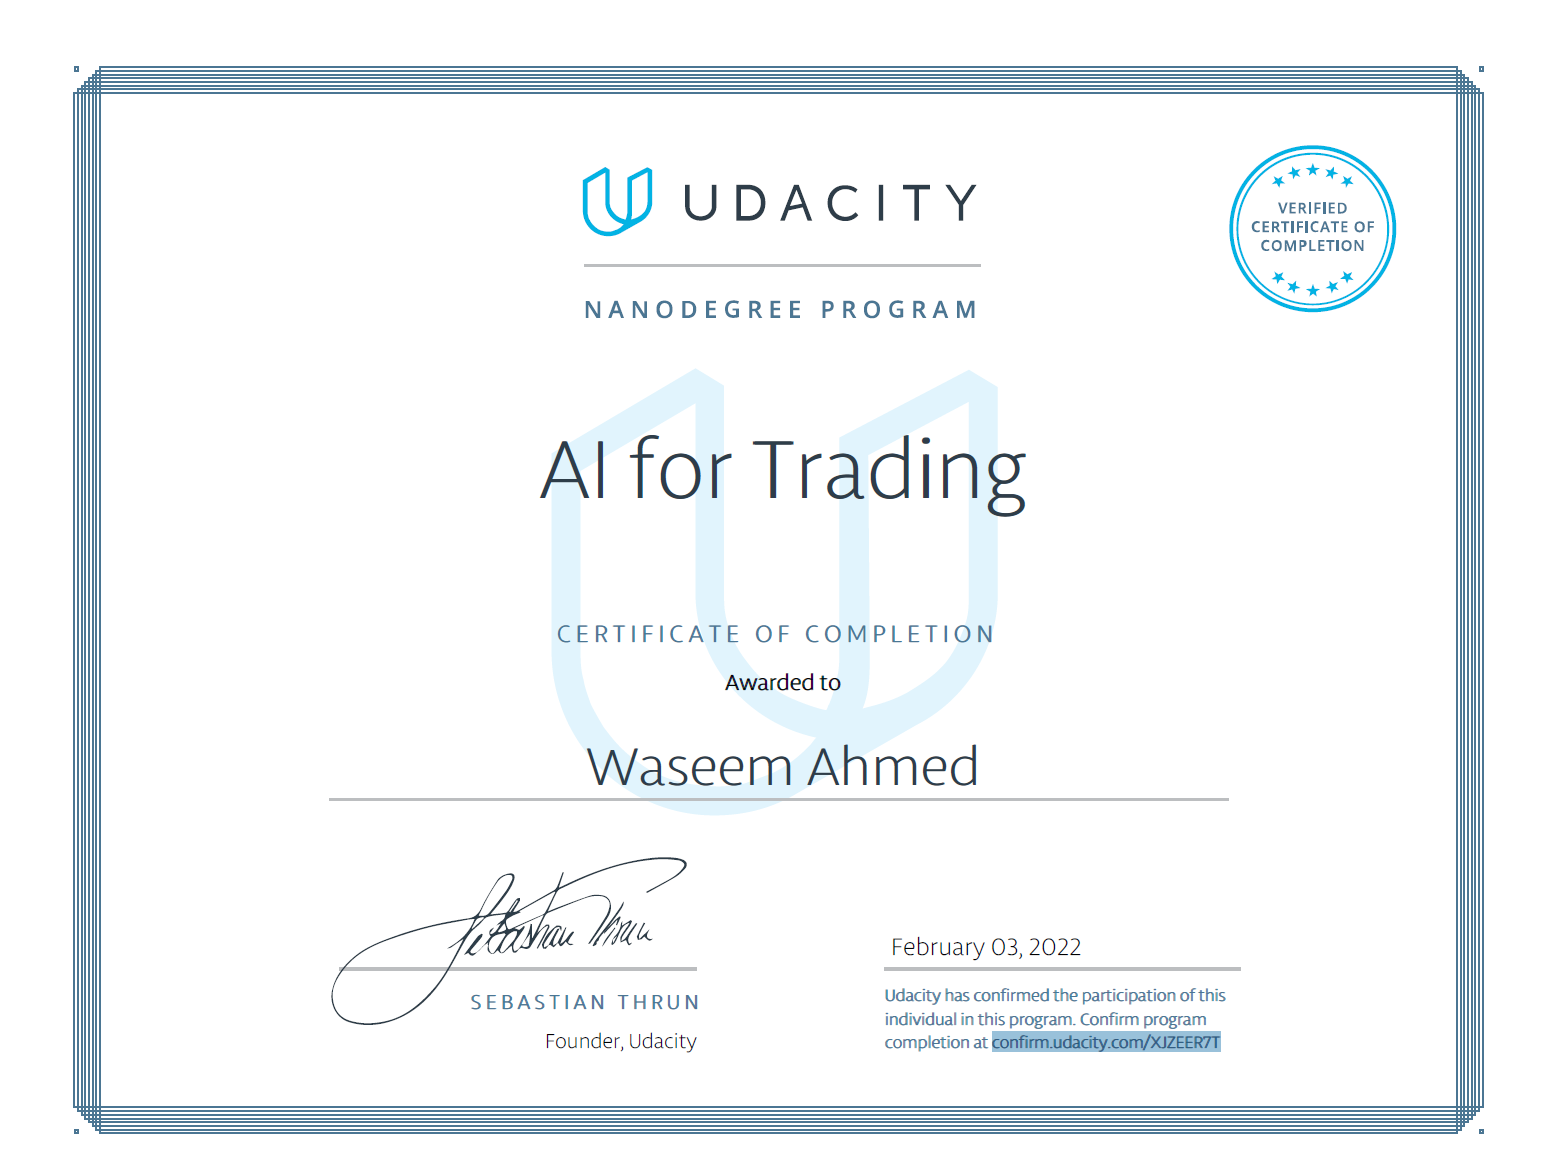 UDACITY
VERIFIED
CERTIFICATE OF
COMPLETION
NANODEGREE PROGRAM
AI for Trading
CERTIFICATE OF COMPLETION
Awarded to
Waseem Ahmed
Sebastian Thrun
SEBASTIAN THRUN
Founder, Udacity
February 03, 2022
Udacity has confirmed the participation of this
individual in this program. Confirm program
completion at confirm.udacity.com/XJZEER7T